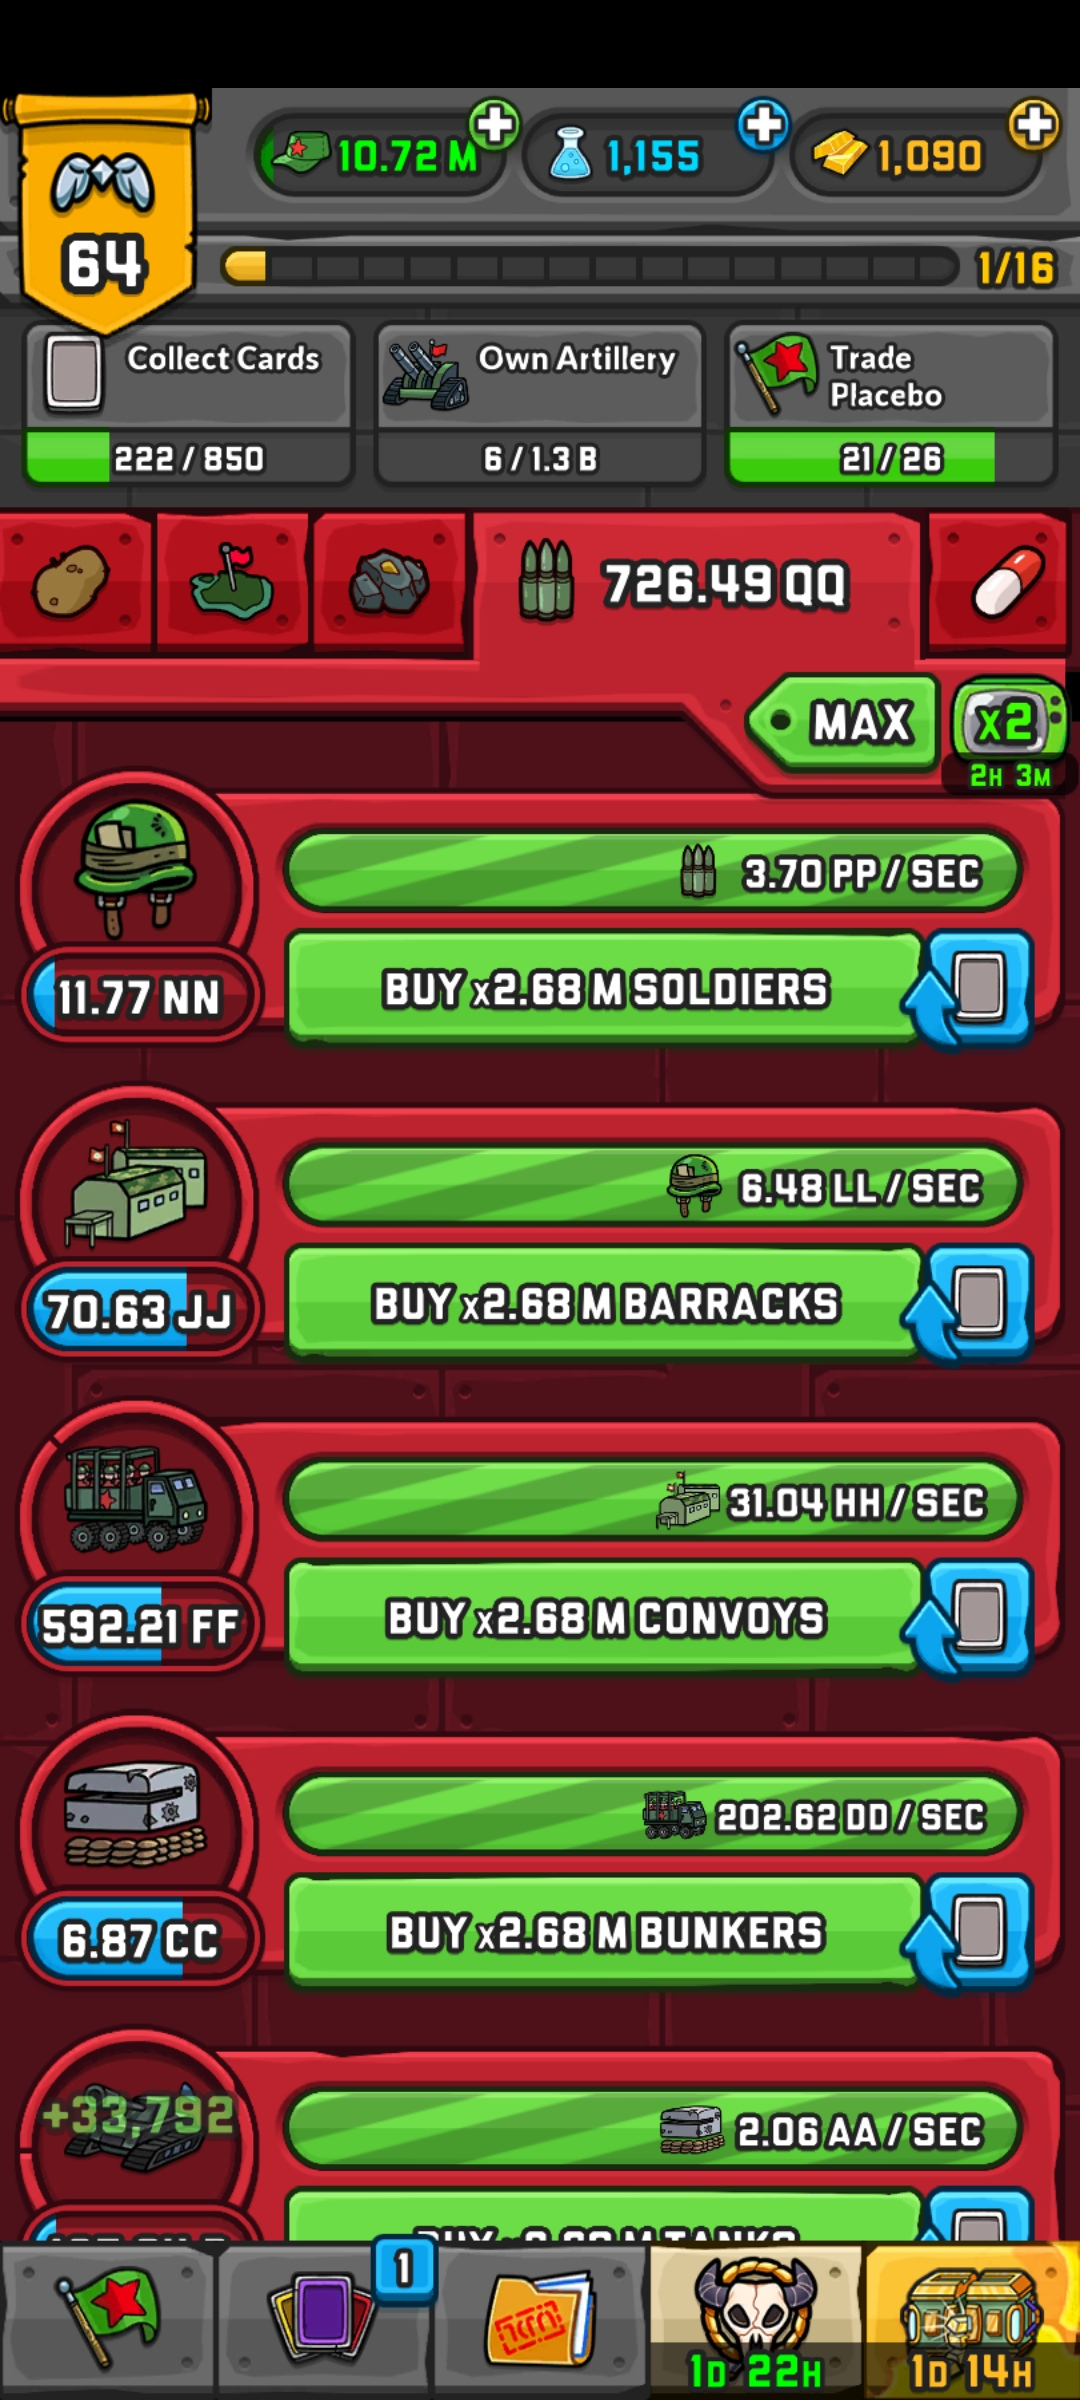 10.72 M
1,155
1,090
64
1/16
Collect Cards
222 / 850
Own Artillery
6 / 1.3 B
Trade
Placebo
21 / 26
726.49 QQ
MAX
x2
2H 3M
3.70 PP / SEC
11.77 NN
BUY x2.68 M SOLDIERS
6.48 LL / SEC
70.63 JJ
BUY x2.68 M BARRACKS
31.04 HH / SEC
592.21 FF
BUY x2.68 M CONVOYS
202.62 DD / SEC
6.87 CC
BUY x2.68 M BUNKERS
+33,792
2.06 AA / SEC
1
1D 22H
1D 14H